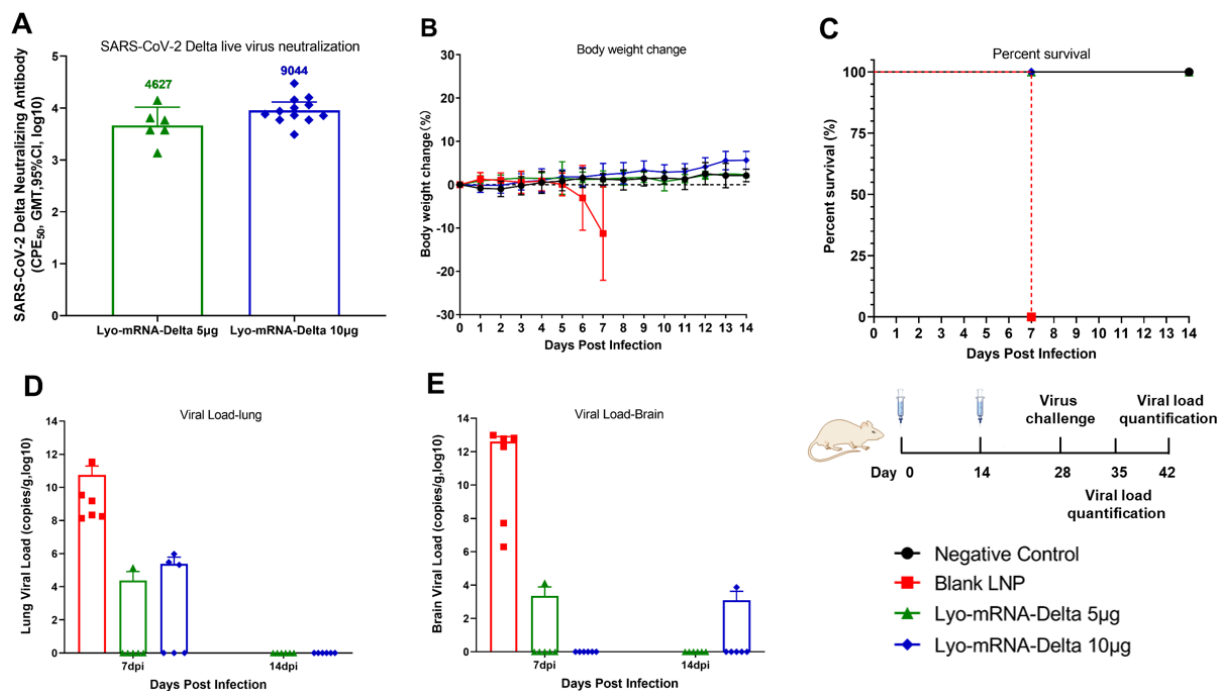 A
SARS-CoV-2 Delta live virus neutralization
SARS-CoV-2 Delta Neutralizing Antibody
(CPE50, GMT,95%CI, log10)
5
4
3
2
1
0
4627
9044
Lyo-mRNA-Delta 5μg
Lyo-mRNA-Delta 10μg
B
Body weight change
Body weight change (%)
30
20
10
0
-10
-20
-30
0 1 2 3 4 5 6 7 8 9 10 11 12 13 14
Days Post Infection
C
Percent survival
Percent survival (%)
100
75
50
25
0
0 1 2 3 4 5 6 7 8 9 10 11 12 13 14
Days Post Infection
D
Viral Load-lung
Lung Viral Load (copies/g,log10)
14
12
10
8
6
4
2
0
7dpi
14dpi
Days Post Infection
E
Viral Load-Brain
Brain Viral Load (copies/g,log10)
14
12
10
8
6
4
2
0
7dpi
14dpi
Days Post Infection
Virus
challenge
Viral load
quantification
Day 0 14 28 35 42
Viral load
quantification
Negative Control
Blank LNP
Lyo-mRNA-Delta 5μg
Lyo-mRNA-Delta 10μg